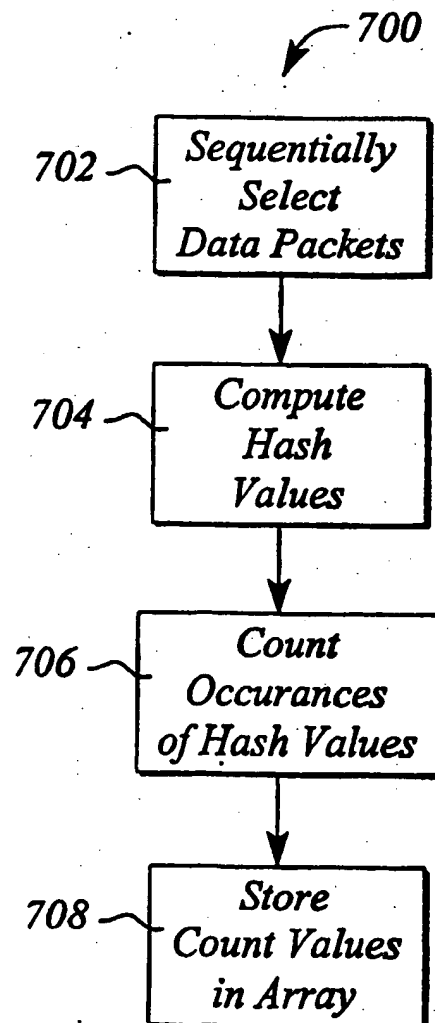 700
702
Sequentially
Select
Data Packets
704
Compute
Hash
Values
706
Count
Occurances
of Hash Values
708
Store
Count Values
in Array